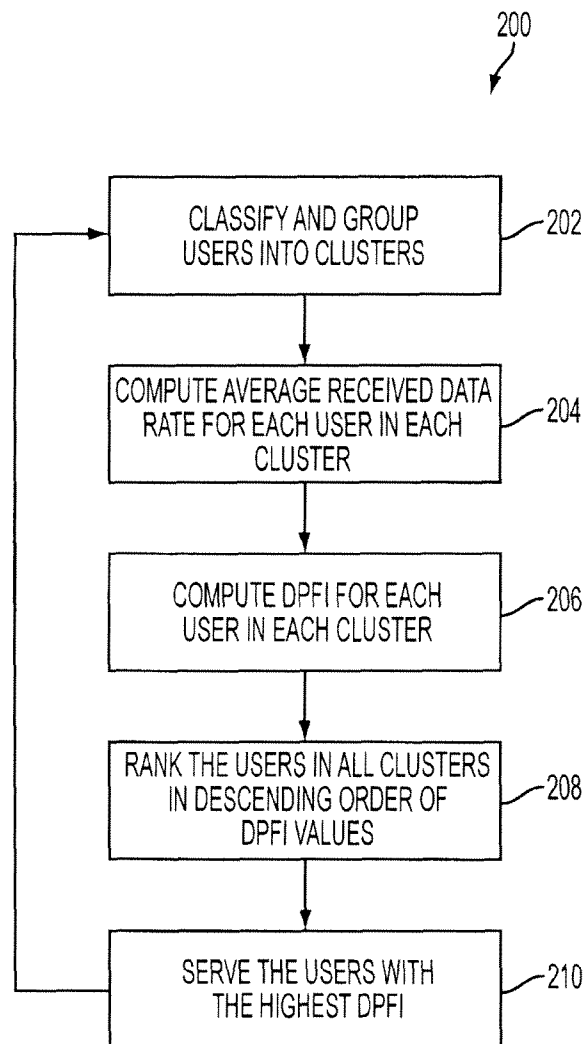 200
CLASSIFY AND GROUP
USERS INTO CLUSTERS
202
COMPUTE AVERAGE RECEIVED DATA
RATE FOR EACH USER IN EACH
CLUSTER
204
COMPUTE DPFI FOR EACH
USER IN EACH CLUSTER
206
RANK THE USERS IN ALL CLUSTERS
IN DESCENDING ORDER OF
DPFI VALUES
208
SERVE THE USERS WITH
THE HIGHEST DPFI
210